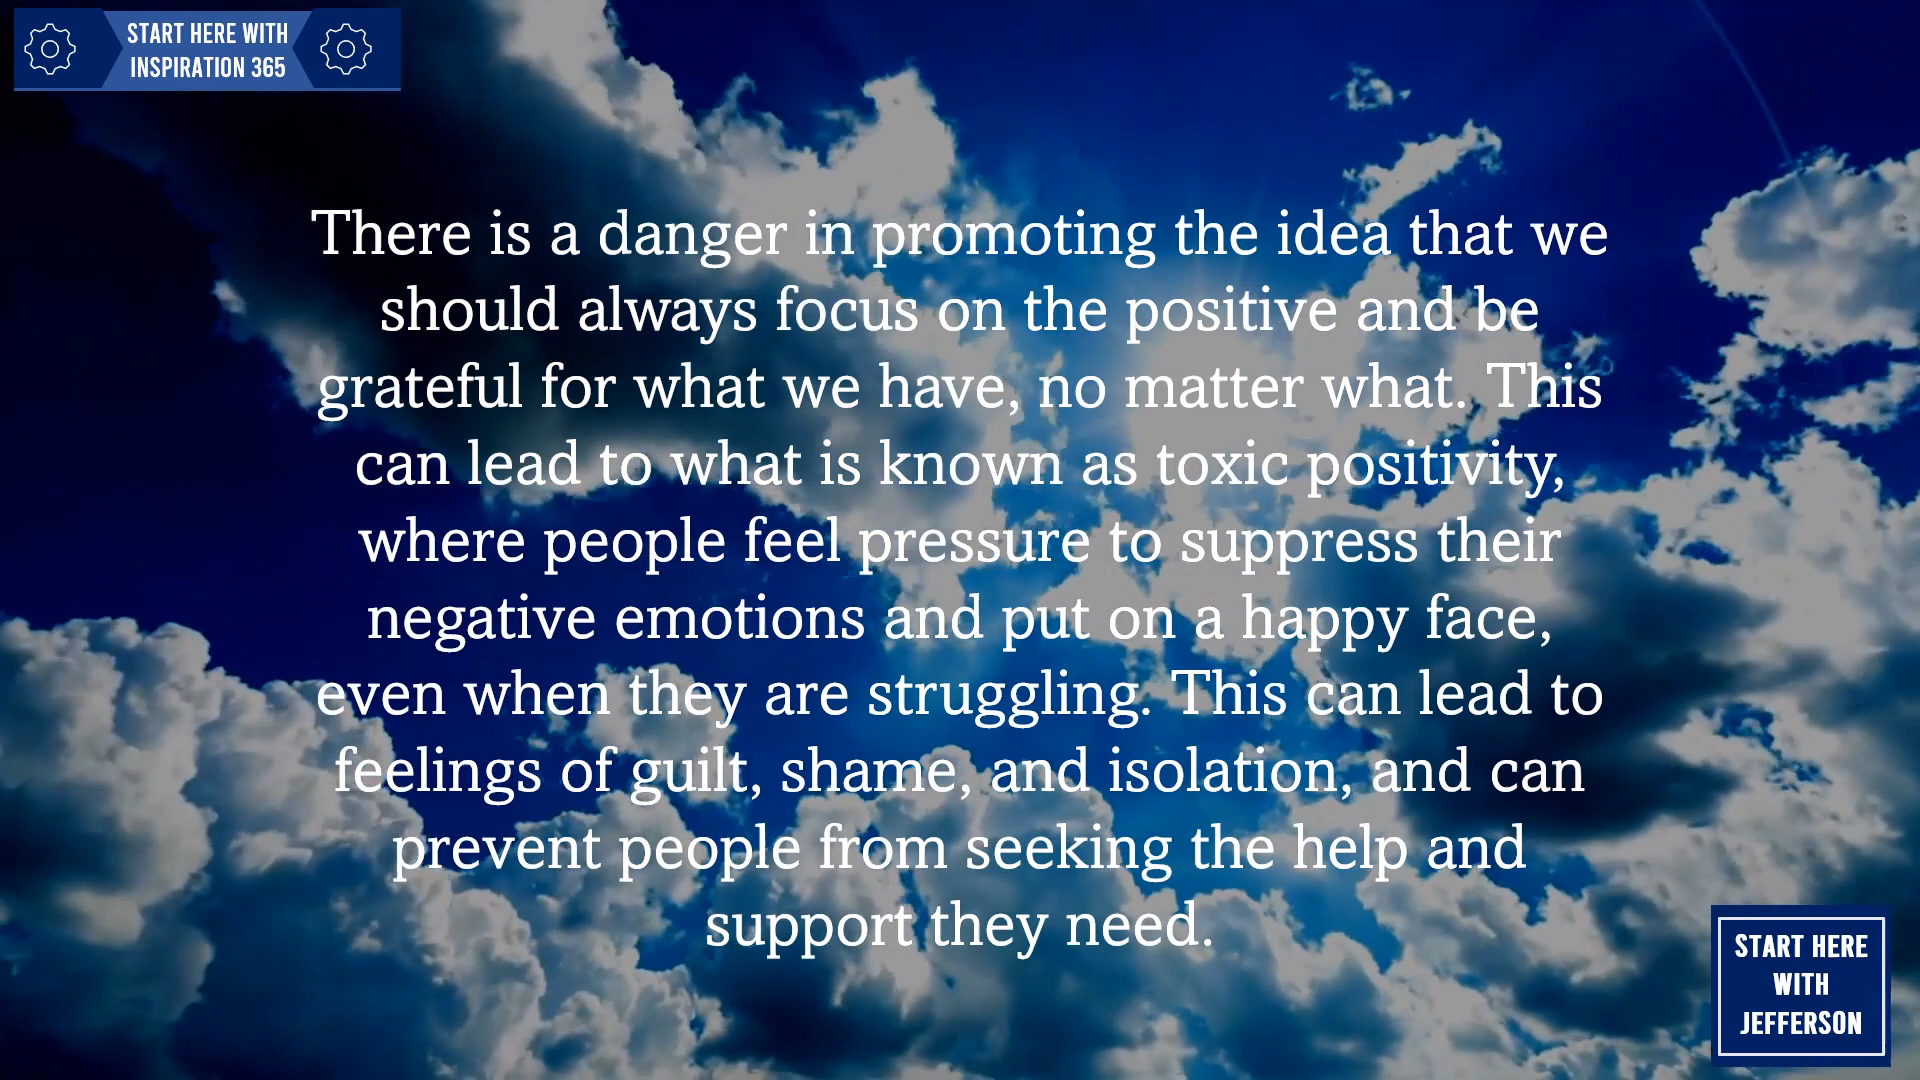 START HERE WITH
INSPIRATION 365
There is a danger in promoting the idea that we
should always focus on the positive and be
grateful for what we have, no matter what. This
can lead to what is known as toxic positivity,
where people feel pressure to suppress their
negative emotions and put on a happy face,
even when they are struggling. This can lead to
feelings of guilt, shame, and isolation, and can
prevent people from seeking the help and
support they need.
START HERE
WITH
JEFFERSON